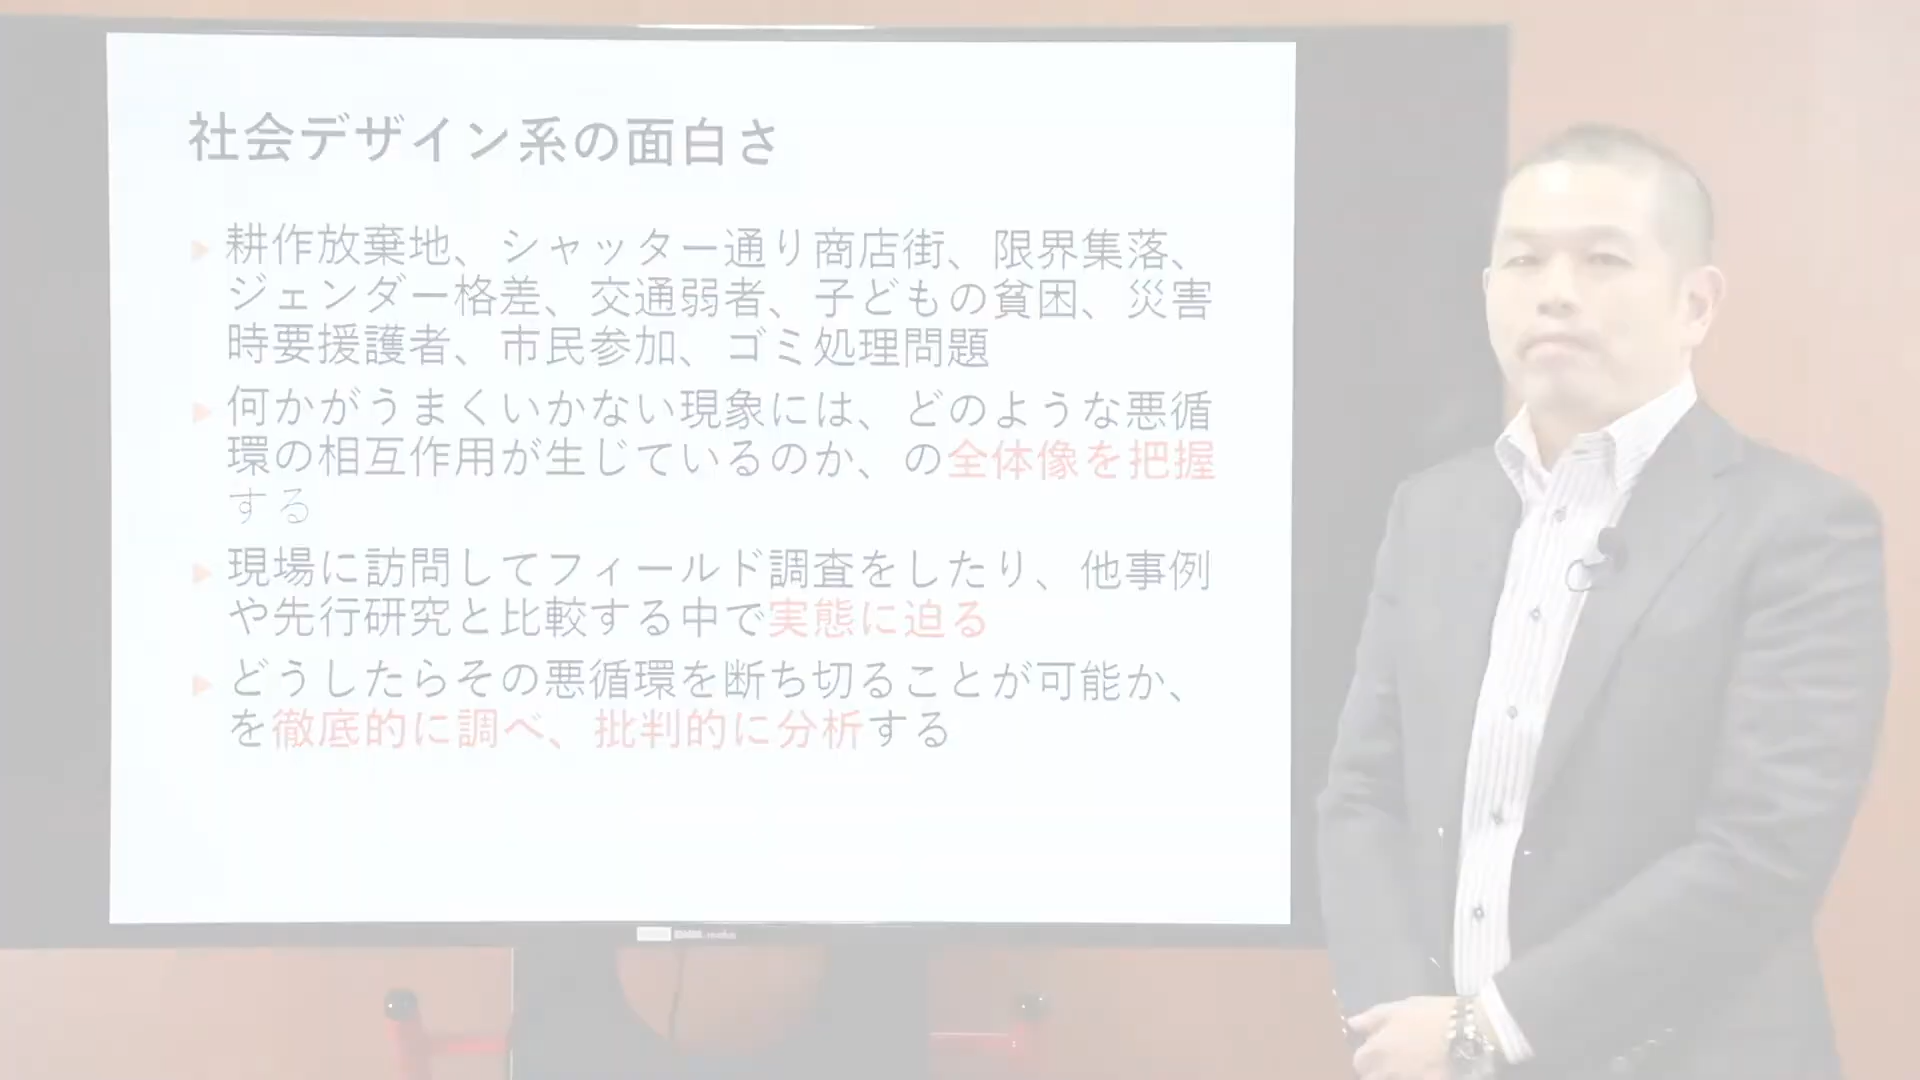 社会デザイン系の面白さ
耕作放棄地、シャッター通り商店街、限界集落、
ジェンダー格差、交通弱者、子どもの貧困、災害
時要援護者、市民参加、ゴミ処理問題
何かがうまくいかない現象には、どのような悪循
環の相互作用が生じているのか、の全体像を把握
する
現場に訪問してフィールド調査をしたり、他事例
や先行研究と比較する中で実態に迫る
どうしたらその悪循環を断ち切ることが可能か、
を徹底的に調べ、批判的に分析する